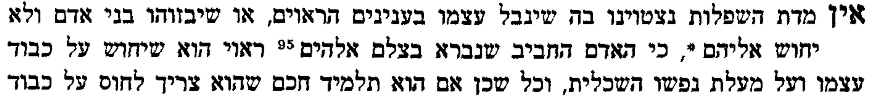 אין מדת השפלות נצטוינו בה שינבל עצמו בענינים הראוים, או שיבזוהו בני אדם ולא
יחוש אליהם *, כי האדם החביב שנברא בצלם אלהים 95 ראוי הוא שיחוש על כבוד
עצמו ועל מעלת נפשו השכלית, וכל שכן אם הוא תלמיד חכם שהוא צריך לחוס על כבוד